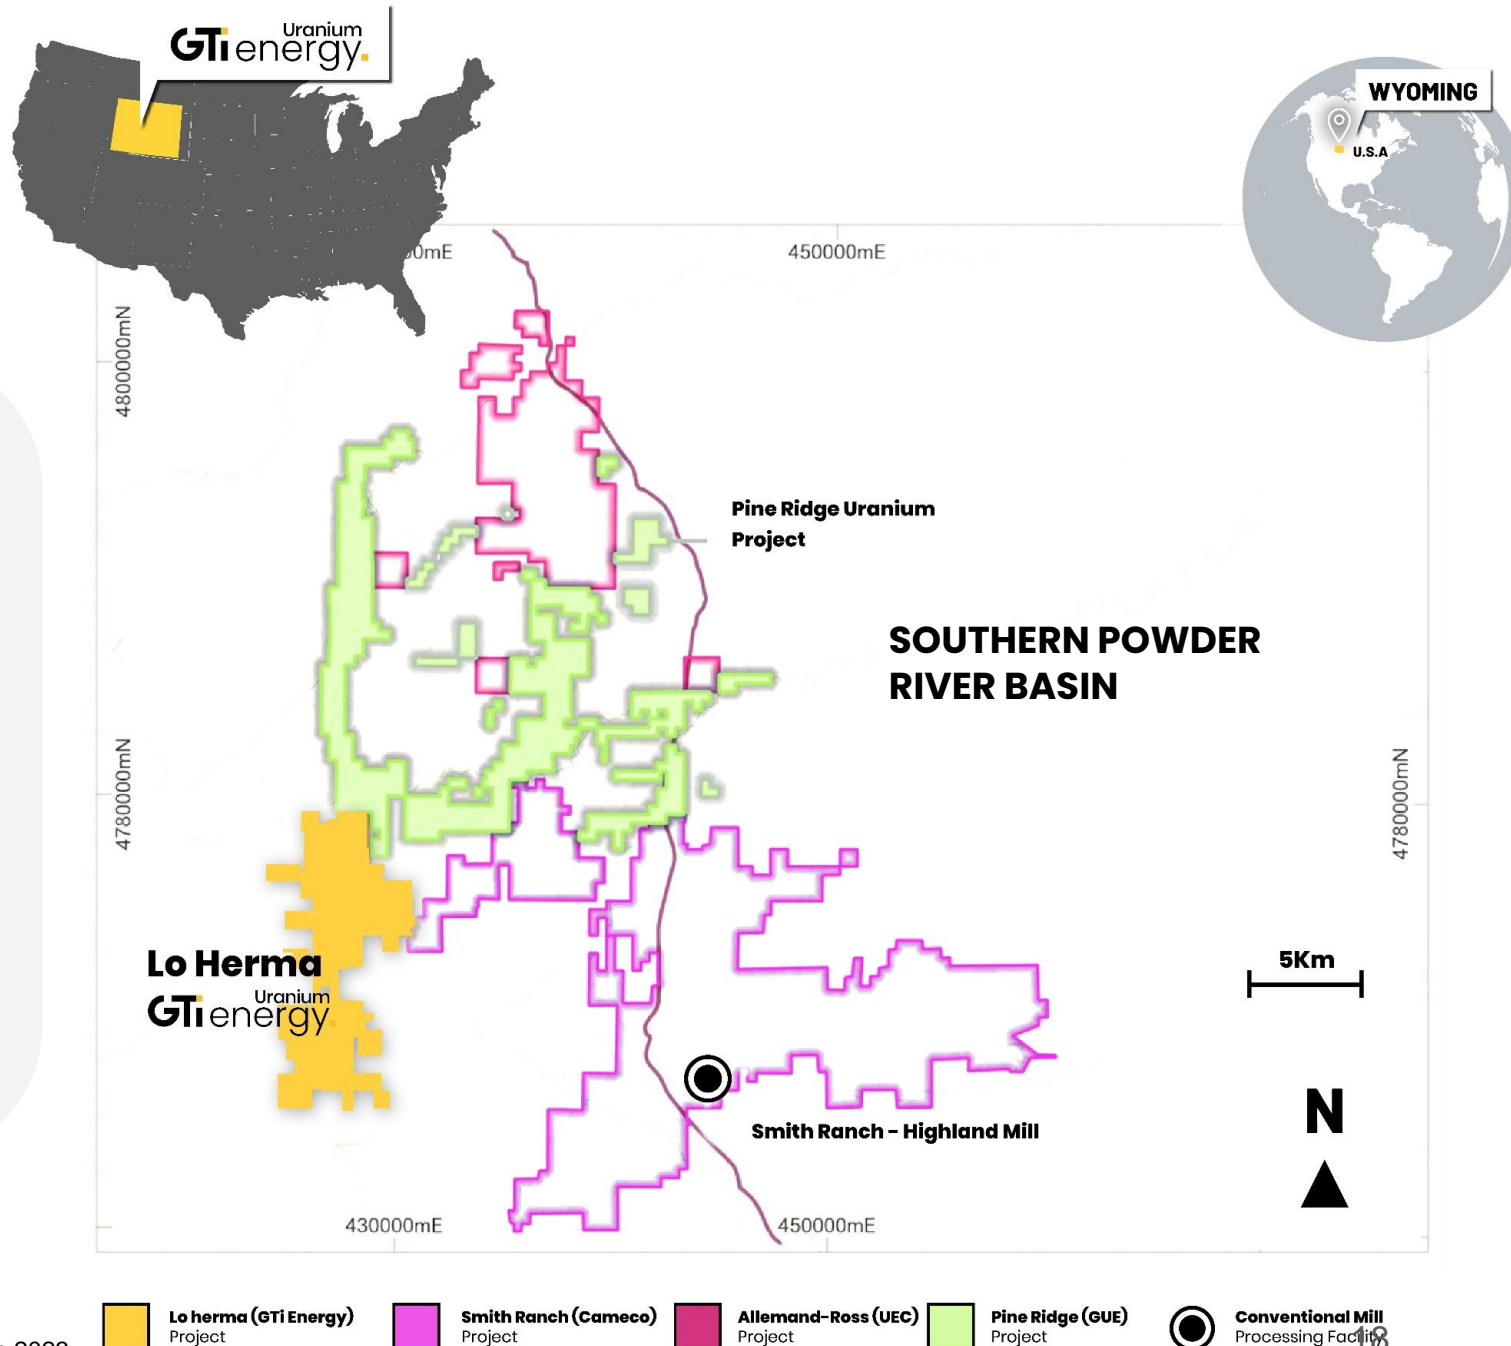 Uranium
GTi energy.
WYOMING
U.S.A
0mE
450000mE
4800000mN
Pine Ridge Uranium
Project
SOUTHERN POWDER
RIVER BASIN
4780000mN
4780000mN
Lo Herma
Uranium
GTi energy.
5Km
N
Smith Ranch - Highland Mill
430000mE
450000mE
Lo herma (GTi Energy)
Project
Smith Ranch (Cameco)
Project
Allemand-Ross (UEC)
Project
Pine Ridge (GUE)
Project
Conventional Mill
Processing Facility
18